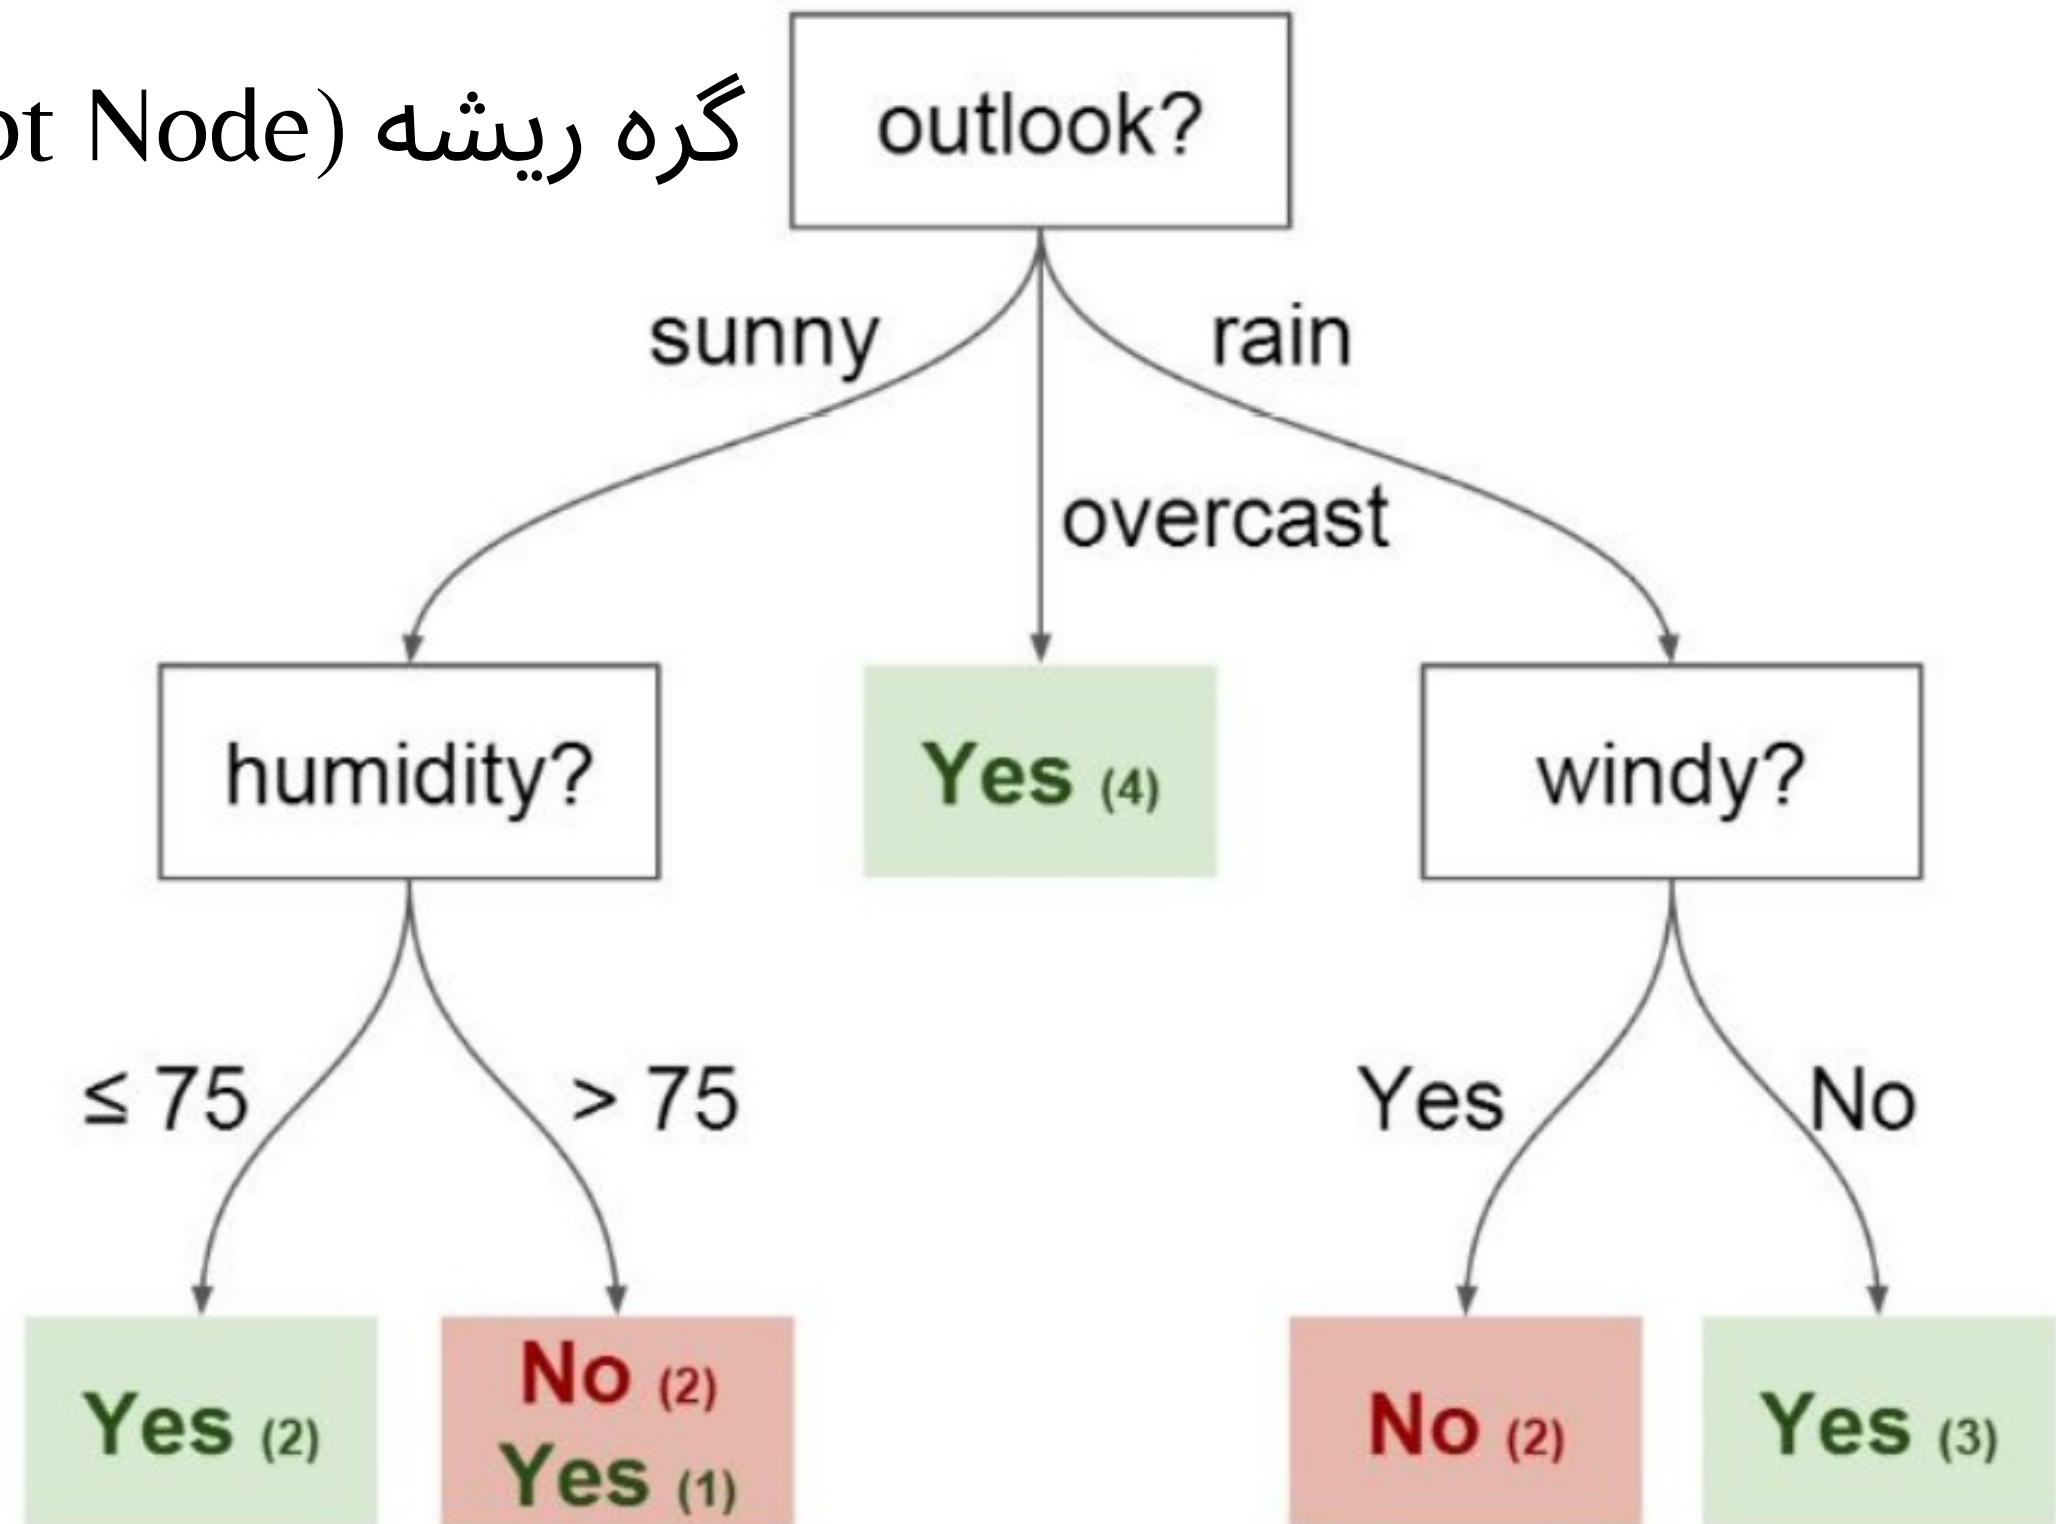 گره ریشه (ot Node)
outlook?
sunny
rain
overcast
humidity?
Yes (4)
windy?
≤ 75
> 75
Yes
No
Yes (2)
No (2)
Yes (1)
No (2)
Yes (3)